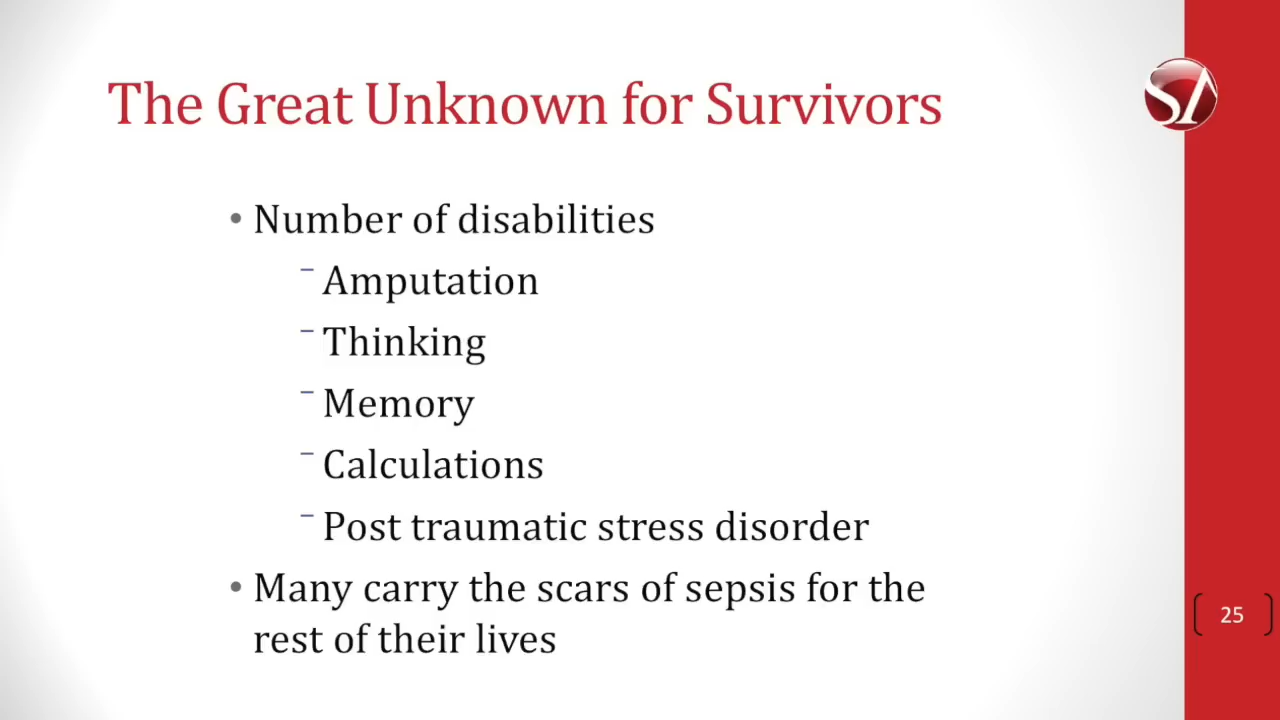 The Great Unknown for Survivors
SA
• Number of disabilities
– Amputation
– Thinking
– Memory
– Calculations
– Post traumatic stress disorder
• Many carry the scars of sepsis for the
rest of their lives
25